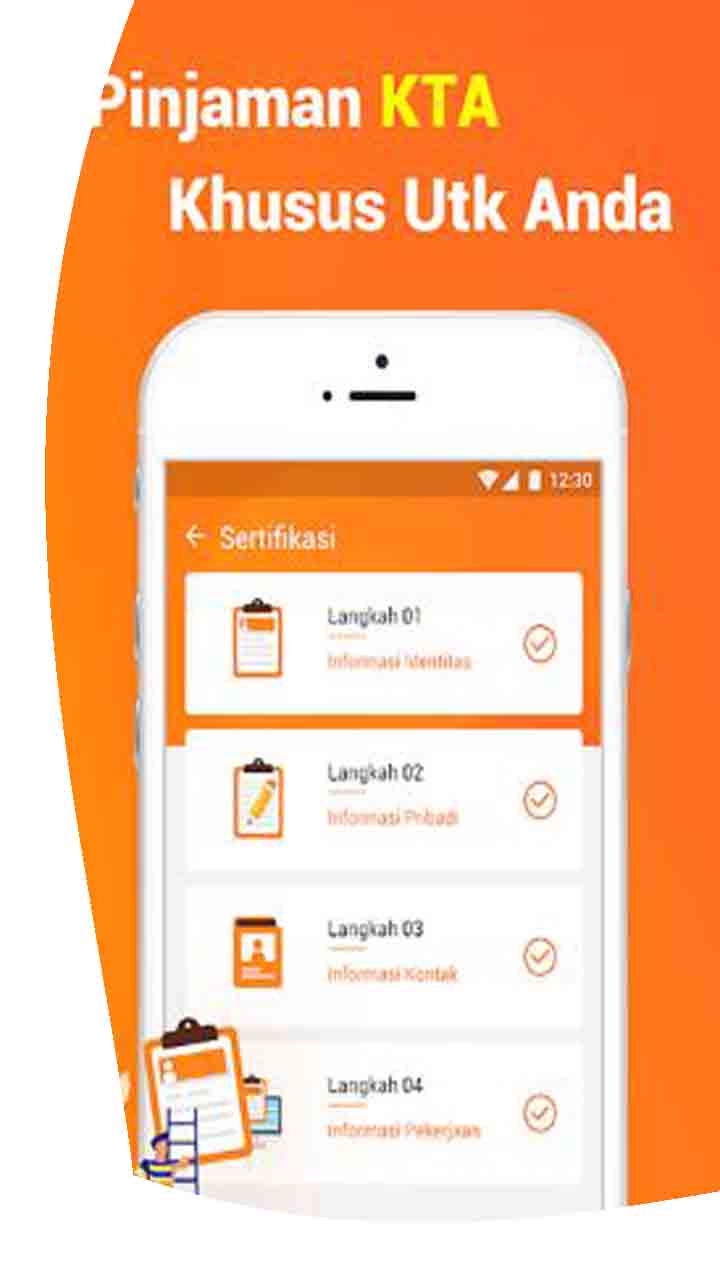 Pinjaman KTA
Khusus Utk Anda
12:30
Sertifikasi
Langkah 01
Informasi Identitas
Langkah 02
Informasi Pribadi
Langkah 03
Informasi Kontak
Langkah 04
Informasi Pekerjaan